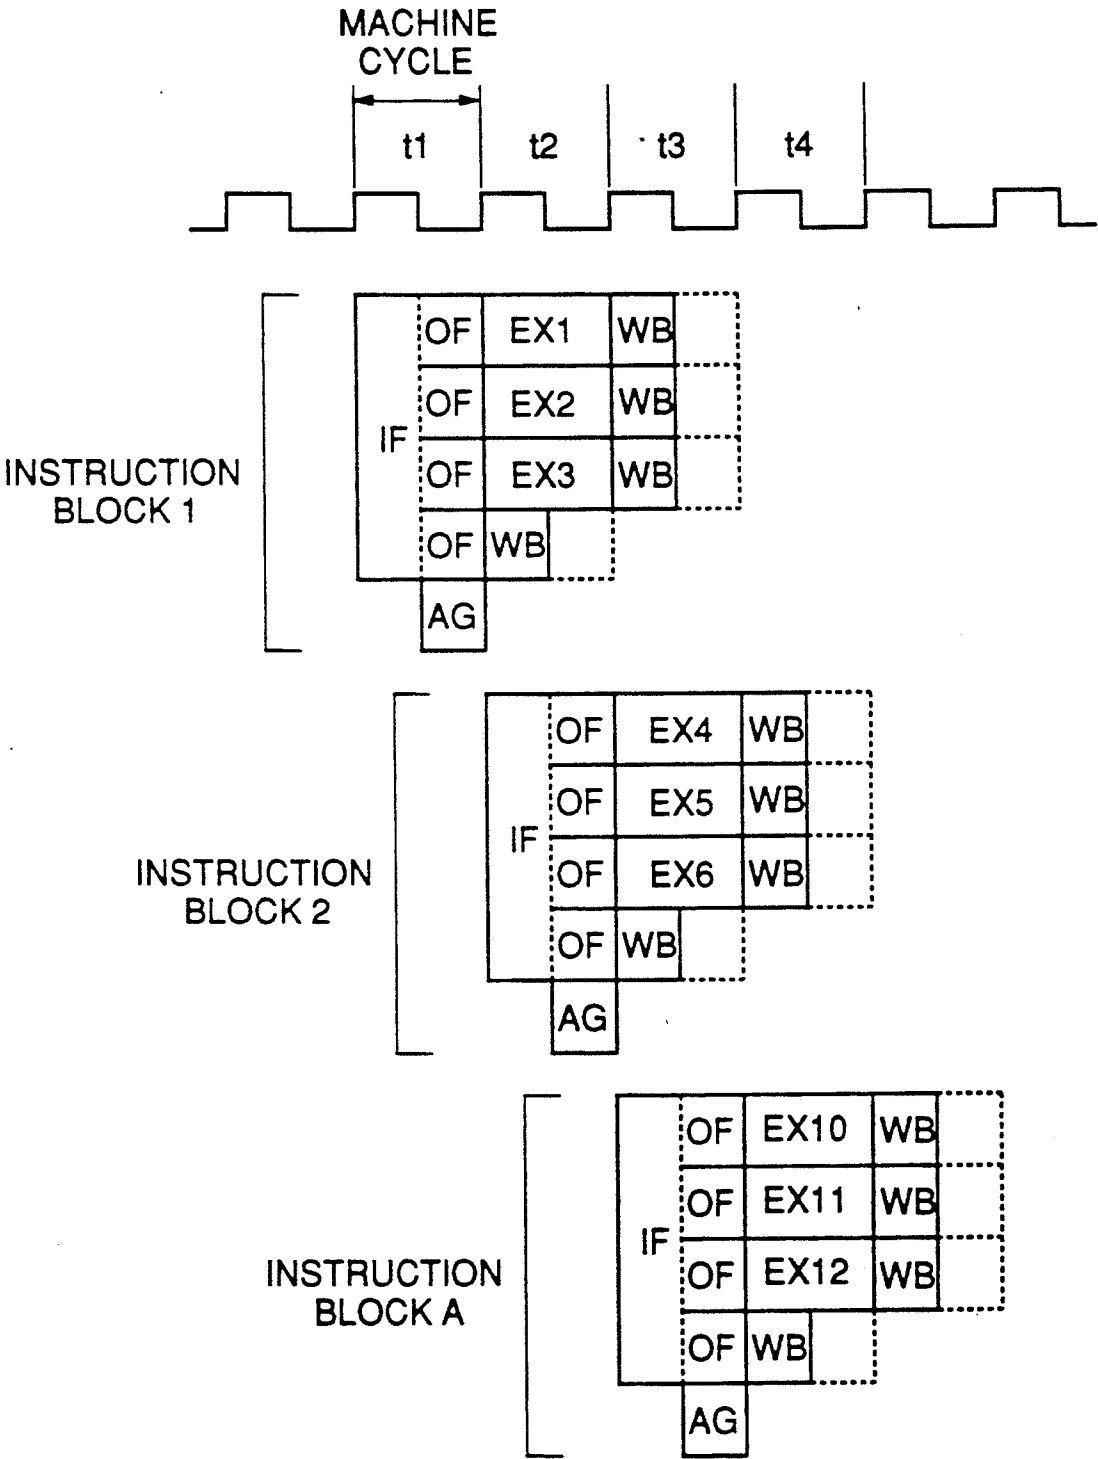 MACHINE
CYCLE
t1 t2 t3 t4
OF EX1 WB
OF EX2 WB
IF
INSTRUCTION
BLOCK 1
OF EX3 WB
OF WB
AG
OF EX4 WB
OF EX5 WB
IF
INSTRUCTION
BLOCK 2
OF EX6 WB
OF WB
AG
OF EX10 WB
OF EX11 WB
IF
INSTRUCTION
BLOCK A
OF EX12 WB
OF WB
AG